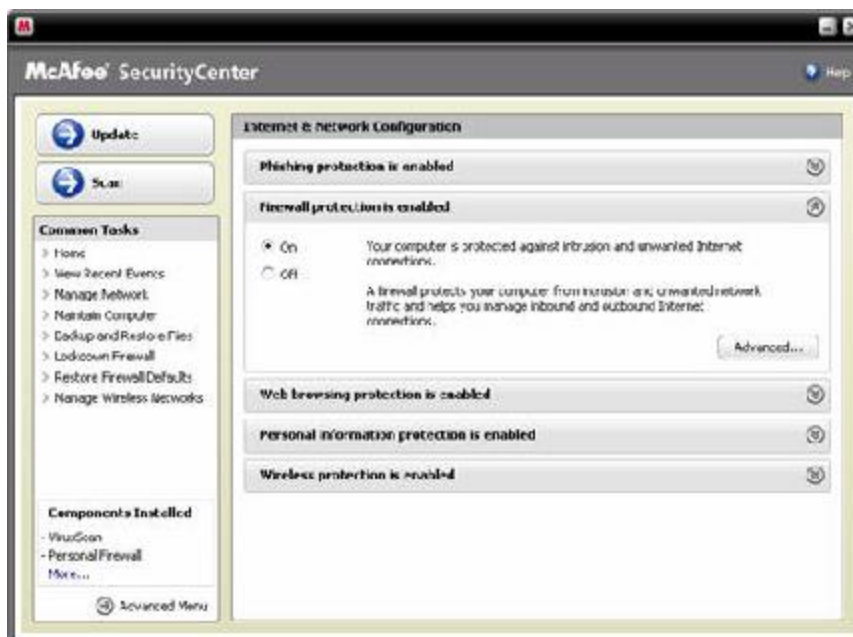 McAfee® SecurityCenter
Help
Update
Scan
Common Tasks
Home
View Recent Events
Manage Network
Maintain Computer
Backup and Restore Files
Lockdown Firewall
Restore Firewall Defaults
Manage Wireless Networks
Components Installed
- VirusScan
- Personal Firewall
More...
Advanced Menu
Internet & Network Configuration
Phishing protection is enabled
Firewall protection is enabled
On
Off
Your computer is protected against intrusion and unwanted Internet
connections.
A firewall protects your computer from intrusion and unwanted network
traffic and helps you manage inbound and outbound Internet
connections.
Advanced...
Web browsing protection is enabled
Personal information protection is enabled
Wireless protection is enabled